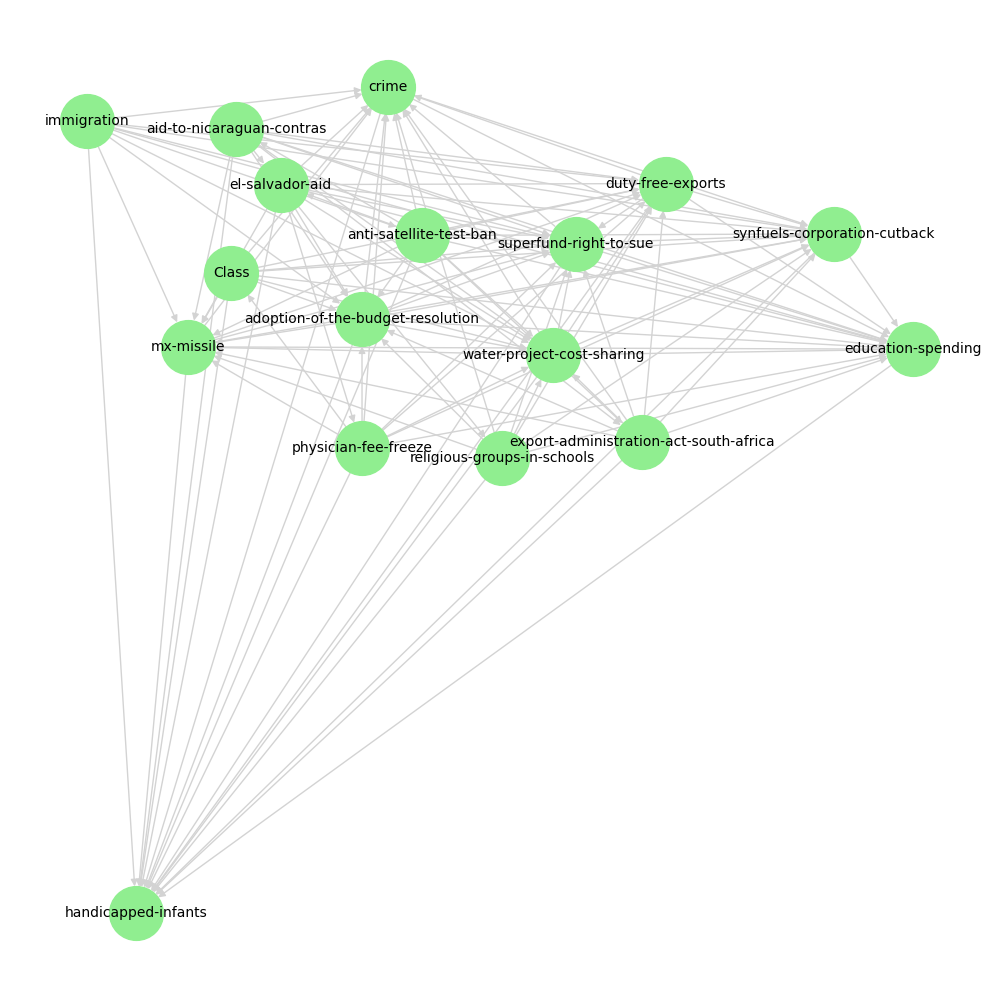 crime
immigration
aid-to-nicaraguan-contras
el-salvador-aid
duty-free-exports
anti-satellite-test-ban
synfuels-corporation-cutback
superfund-right-to-sue
Class
adoption-of-the-budget-resolution
mx-missile
education-spending
water-project-cost-sharing
export-administration-act-south-africa
physician-fee-freeze
religious-groups-in-schools
handicapped-infants